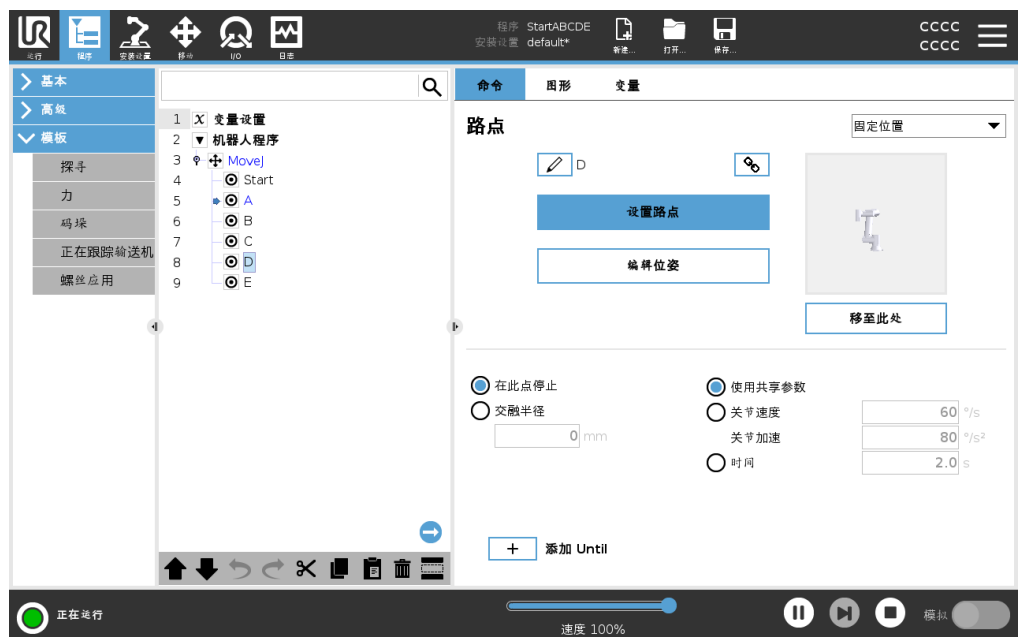 UR
程序 StartABCDE
安装设置 default*
CCCC
CCCC
运行 程序 安装设置 移动 I/O 日志 新建... 打开... 保存...
基本
高级
模板
探寻
力
码垛
正在跟踪输送机
螺丝应用
1 X 变量设置
2 机器人程序
3 MoveJ
4 Start
5 A
6 B
7 C
8 D
9 E
命令 图形 变量
路点
固定位置
D
设置路点
编辑位姿
移至此处
在此点停止
交融半径
0 mm
使用共享参数
关节速度 60 °/s
关节加速 80 °/s²
时间 2.0 s
+ 添加 Until
正在运行
速度 100%
模拟